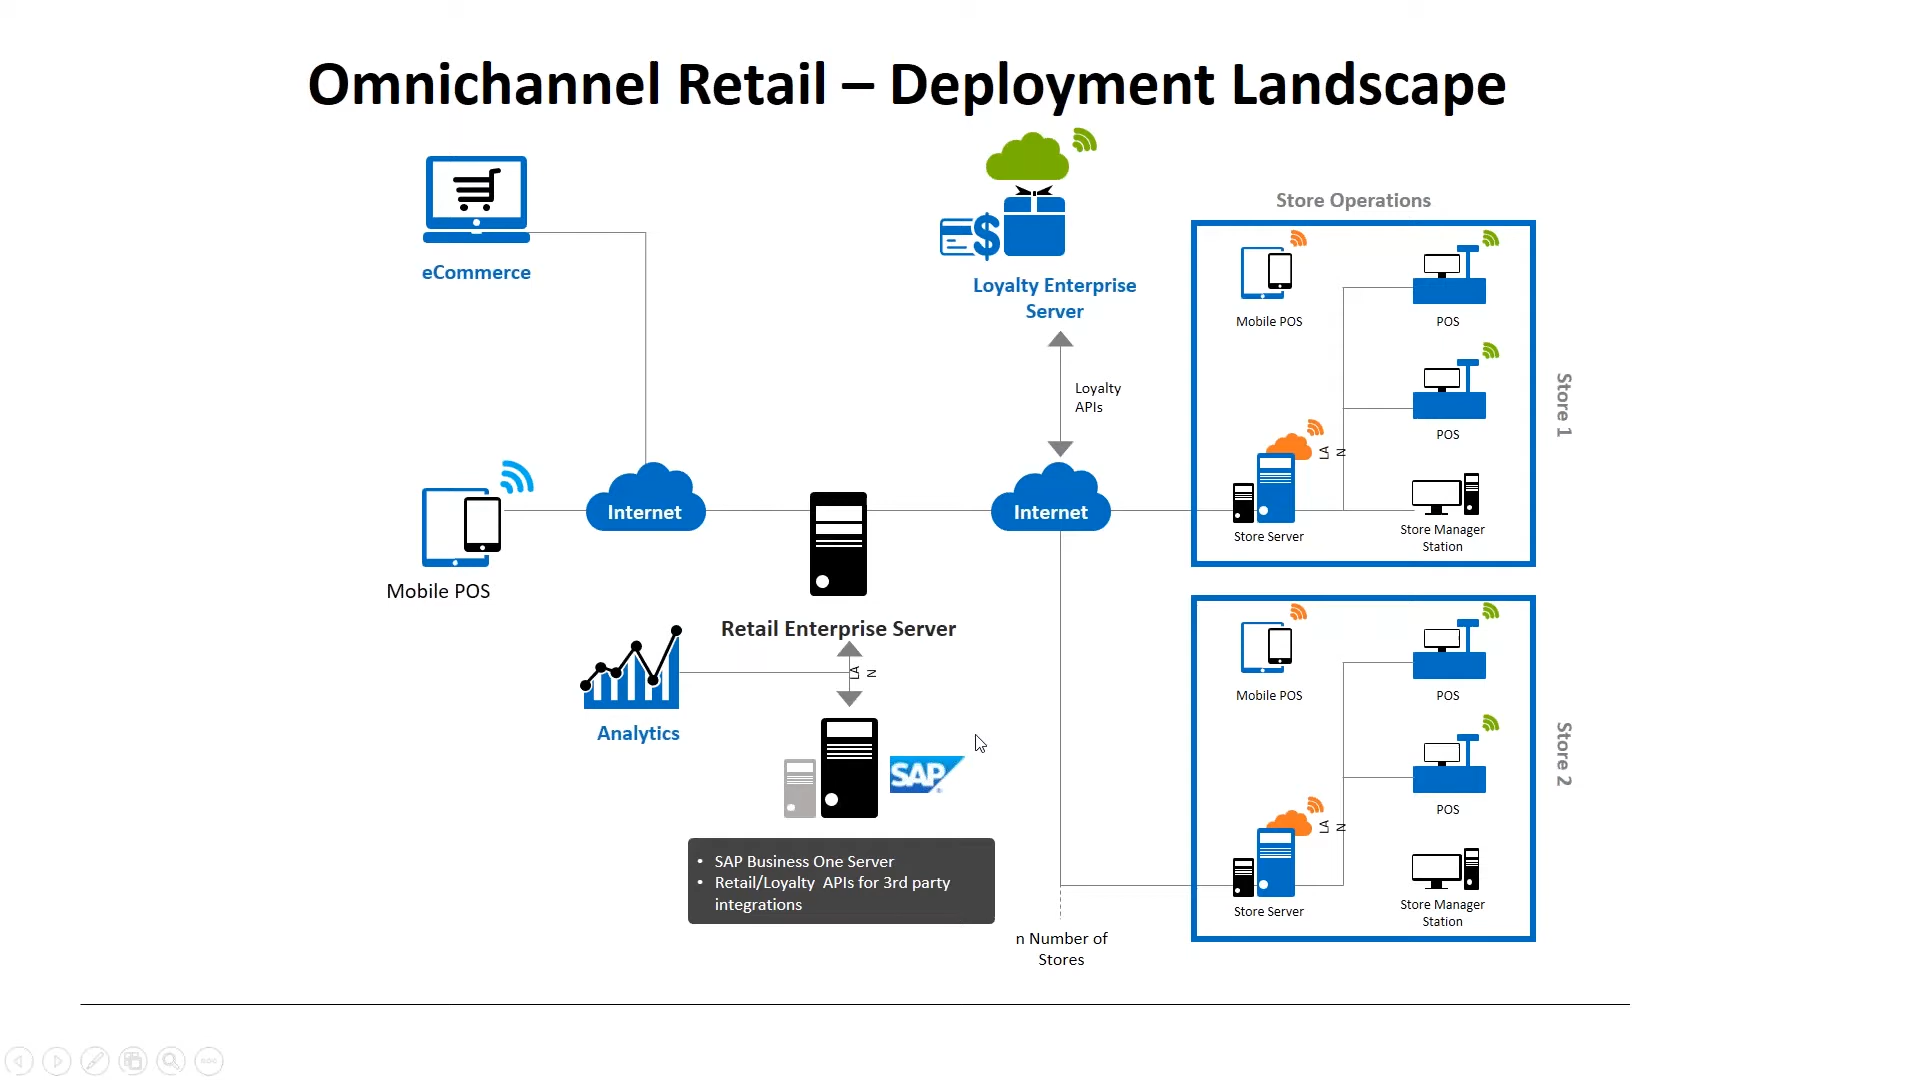 Omnichannel Retail – Deployment Landscape
eCommerce
Loyalty Enterprise
Server
Loyalty
APIs
Mobile POS
Internet
Internet
Retail Enterprise Server
LA
N
Analytics
SAP
®
• SAP Business One Server
• Retail/Loyalty APIs for 3rd party
integrations
n Number of
Stores
Store Operations
Mobile POS
POS
POS
LA
N
Store Server
Store Manager
Station
Store 1
Mobile POS
POS
POS
LA
N
Store Server
Store Manager
Station
Store 2